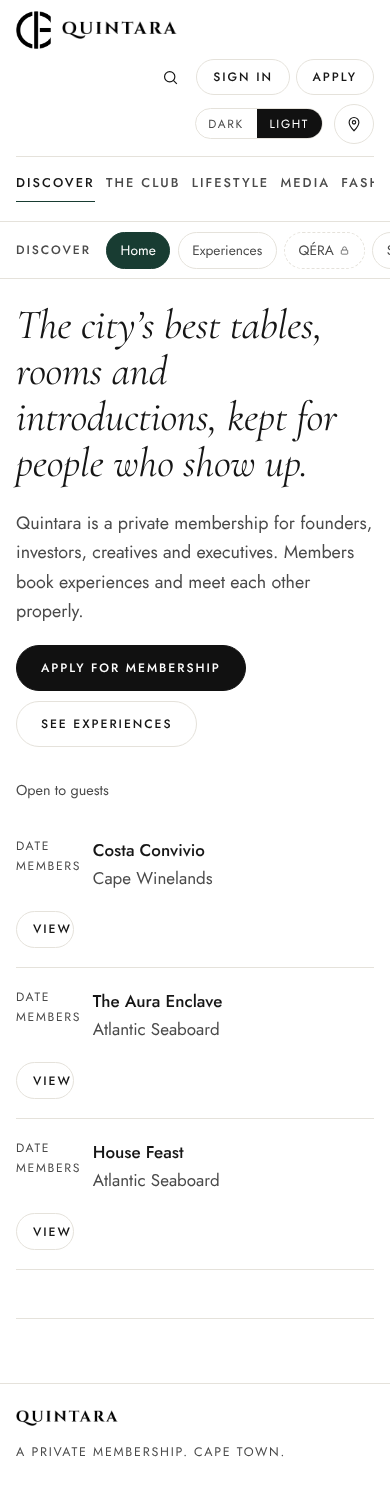 QUINTARA
SIGN IN APPLY
DARK LIGHT
DISCOVER THE CLUB LIFESTYLE MEDIA FASH
DISCOVER Home Experiences QÉRA S
The city’s best tables,
rooms and
introductions, kept for
people who show up.
Quintara is a private membership for founders,
investors, creatives and executives. Members
book experiences and meet each other
properly.
APPLY FOR MEMBERSHIP
SEE EXPERIENCES
Open to guests
DATE
MEMBERS
Costa Convivio
Cape Winelands
VIEW
DATE
MEMBERS
The Aura Enclave
Atlantic Seaboard
VIEW
DATE
MEMBERS
House Feast
Atlantic Seaboard
VIEW
QUINTARA
A PRIVATE MEMBERSHIP. CAPE TOWN.